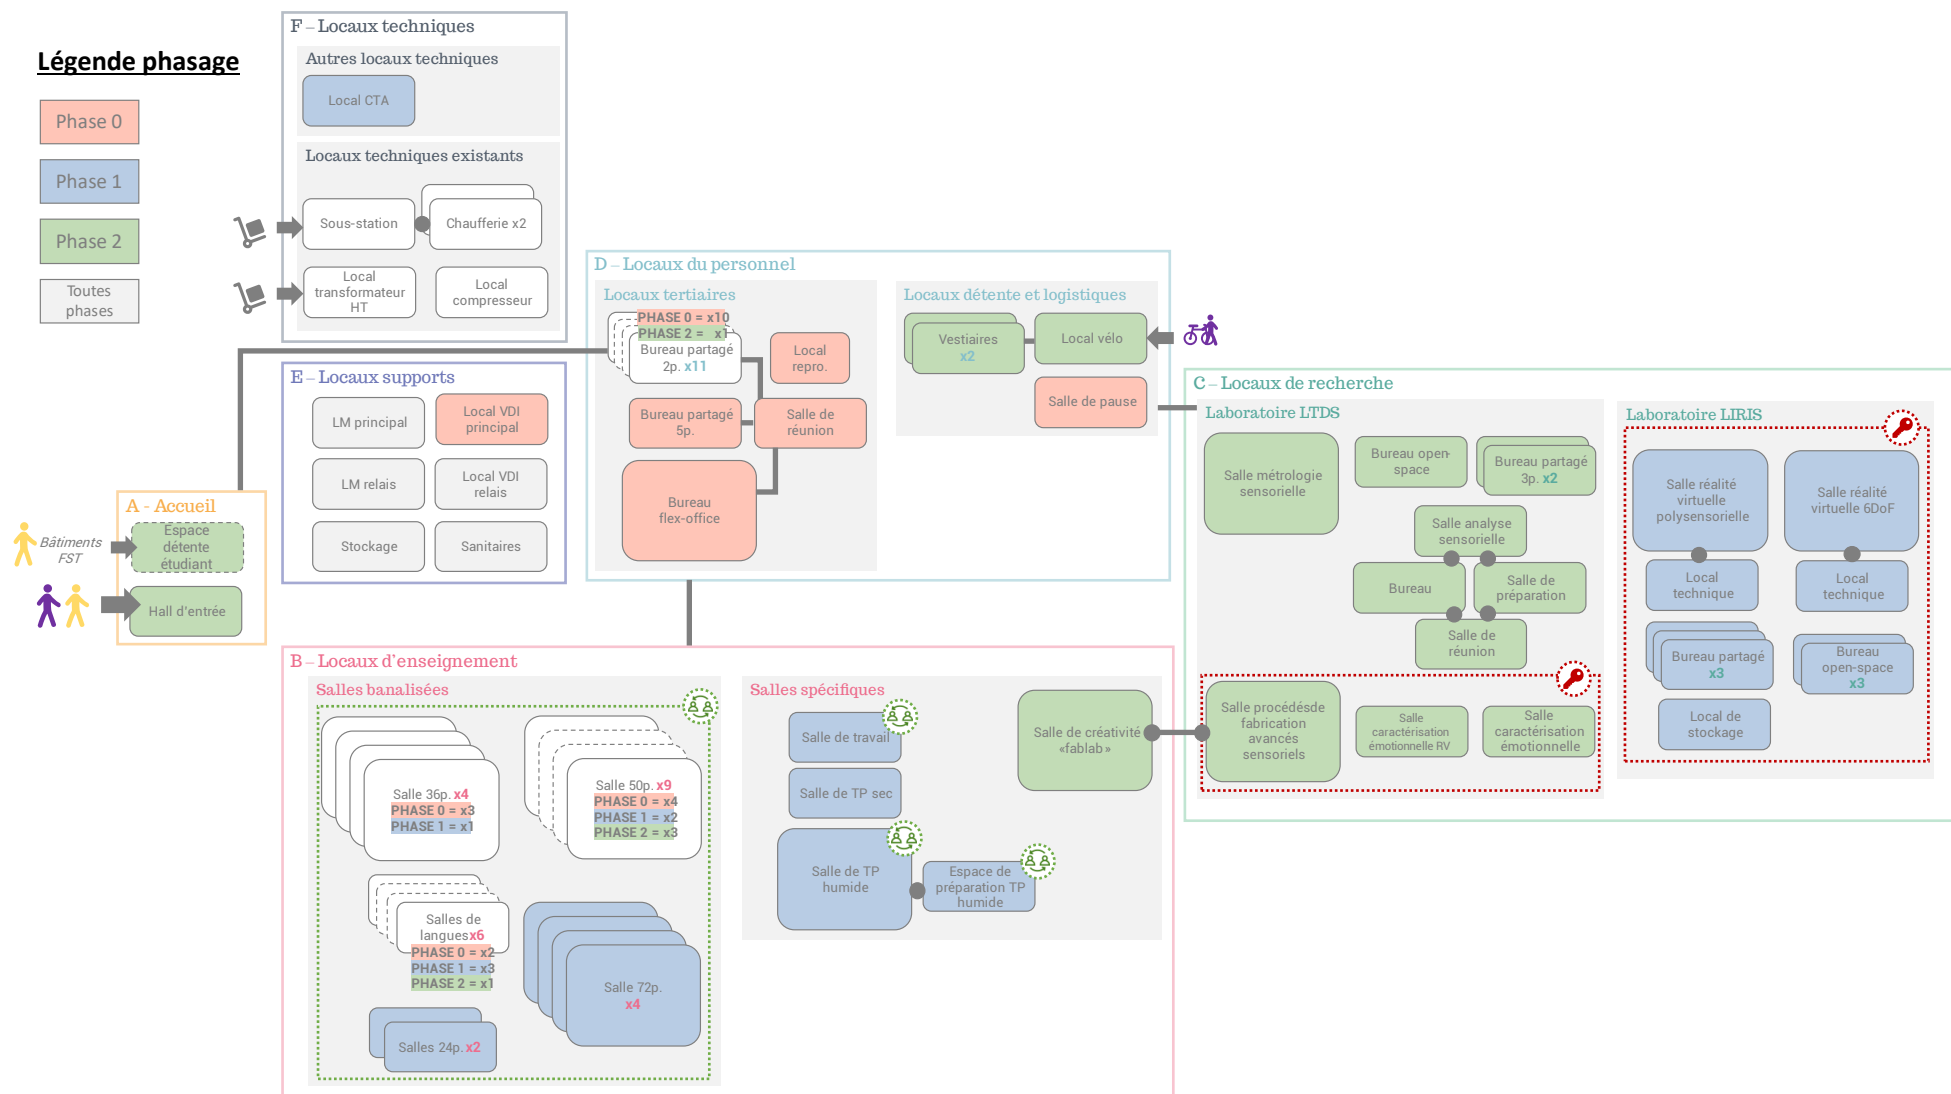 Légende phasage
Phase 0
Phase 1
Phase 2
Toutes
phases
F – Locaux techniques
Autres locaux techniques
Local CTA
Locaux techniques existants
Sous-station
Chaufferie x2
Local
transformateur
HT
Local
compresseur
E – Locaux supports
LM principal
Local VDI
principal
LM relais
Local VDI
relais
Stockage
Sanitaires
A - Accueil
Espace
détente
étudiant
Hall d'entrée
Bâtiments
FST
D – Locaux du personnel
Locaux tertiaires
PHASE 0 = x10
PHASE 2 = x1
Bureau partagé
2p. x11
Local
repro.
Bureau partagé
5p.
Salle de
réunion
Bureau
flex-office
Locaux détente et logistiques
Vestiaires
x2
Local vélo
Salle de pause
C – Locaux de recherche
Laboratoire LTDS
Salle métrologie
sensorielle
Bureau open-
space
Bureau partagé
3p. x2
Salle analyse
sensorielle
Bureau
Salle de
préparation
Salle de
réunion
Salle procédésde
fabrication
avancés
sensoriels
Salle
caractérisation
émotionnelle RV
Salle
caractérisation
émotionnelle
Laboratoire LIRIS
Salle réalité
virtuelle
polysensorielle
Salle réalité
virtuelle 6DoF
Local
technique
Local
technique
Bureau partagé
x3
Bureau
open-space
x3
Local de
stockage
B – Locaux d'enseignement
Salles banalisées
Salle 36p. x4
PHASE 0 = x3
PHASE 1 = x1
Salle 50p. x9
PHASE 0 = x4
PHASE 1 = x2
PHASE 2 = x3
Salles de
languesx6
PHASE 0 = x2
PHASE 1 = x3
PHASE 2 = x1
Salle 72p.
x4
Salles 24p. x2
Salles spécifiques
Salle de travail
Salle de TP sec
Salle de TP
humide
Espace de
préparation TP
humide
Salle de créativité
«fablab»